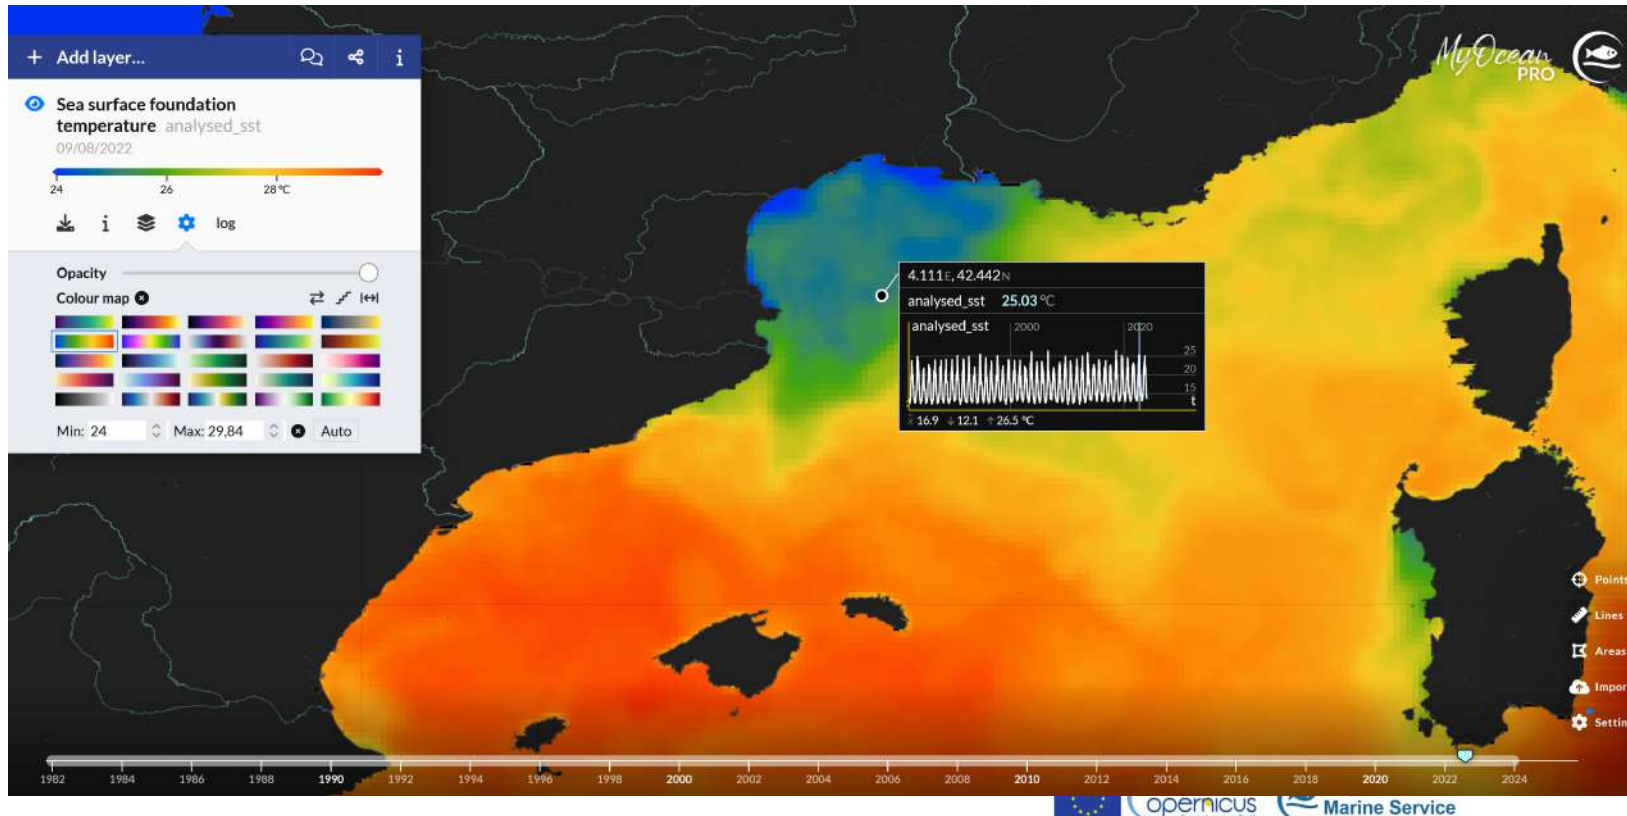 + Add layer... i
Sea surface foundation
temperature analysed_sst
09/08/2022
24 26 28°C
i log
Opacity
Colour map
Min: 24 Max: 29,84 Auto
MyOcean
PRO
4.111E, 42.442N
analysed_sst 25.03 °C
analysed_sst 2000 2020
25
20
15
t
x̄ 16.9 ↓ 12.1 ↑ 26.5 °C
Points
Lines
Areas
Impor
Settin
1982 1984 1986 1988 1990 1992 1994 1996 1998 2000 2002 2004 2006 2008 2010 2012 2014 2016 2018 2020 2022 2024
opernicus
Marine Service